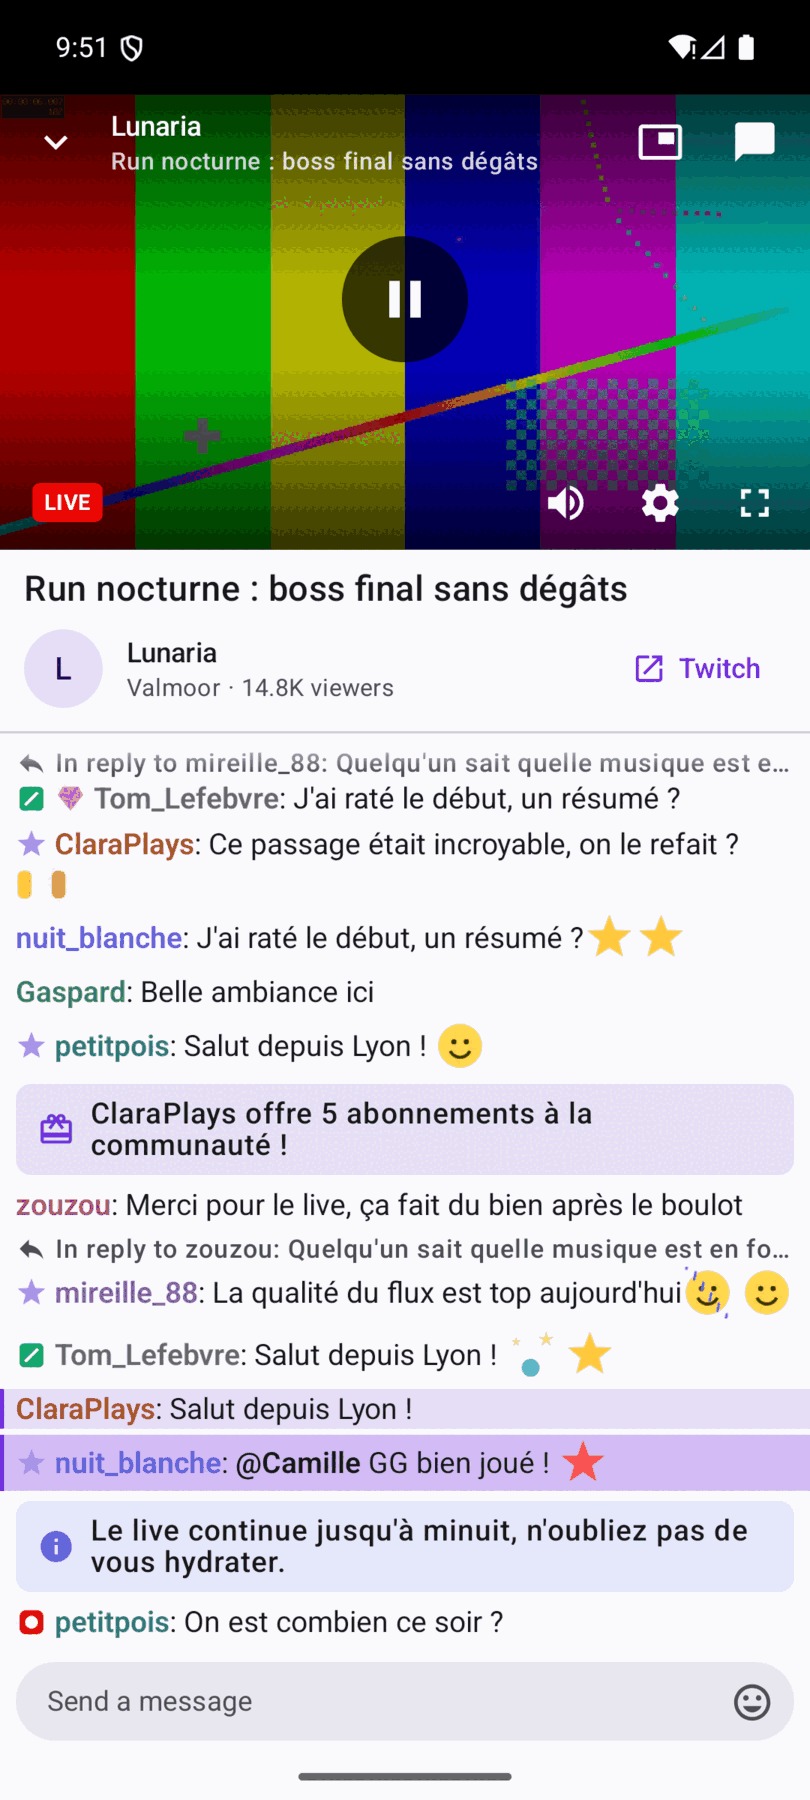 9:51
Lunaria
Run nocturne : boss final sans dégâts
LIVE
Run nocturne : boss final sans dégâts
L
Lunaria
Valmoor · 14.8K viewers
Twitch
In reply to mireille_88: Quelqu'un sait quelle musique est e…
Tom_Lefebvre: J'ai raté le début, un résumé ?
ClaraPlays: Ce passage était incroyable, on le refait ?
nuit_blanche: J'ai raté le début, un résumé ?
Gaspard: Belle ambiance ici
petitpois: Salut depuis Lyon !
ClaraPlays offre 5 abonnements à la
communauté !
zouzou: Merci pour le live, ça fait du bien après le boulot
In reply to zouzou: Quelqu'un sait quelle musique est en fo…
mireille_88: La qualité du flux est top aujourd'hui
Tom_Lefebvre: Salut depuis Lyon !
ClaraPlays: Salut depuis Lyon !
nuit_blanche: @Camille GG bien joué !
Le live continue jusqu'à minuit, n'oubliez pas de
vous hydrater.
petitpois: On est combien ce soir ?
Send a message